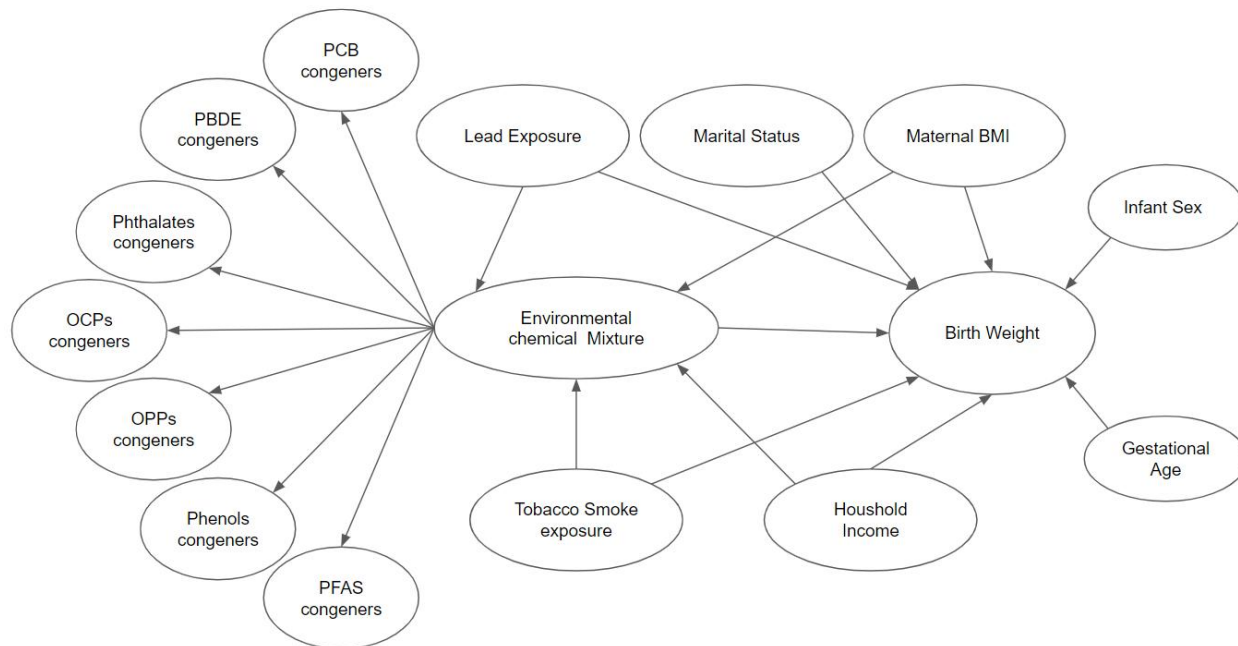 PCB
congeners
PBDE
congeners
Lead Exposure
Marital Status
Maternal BMI
Infant Sex
Phthalates
congeners
OCPs
congeners
Environmental
chemical Mixture
Birth Weight
OPPs
congeners
Gestational
Age
Phenols
congeners
Tobacco Smoke
exposure
Houshold
Income
PFAS
congeners